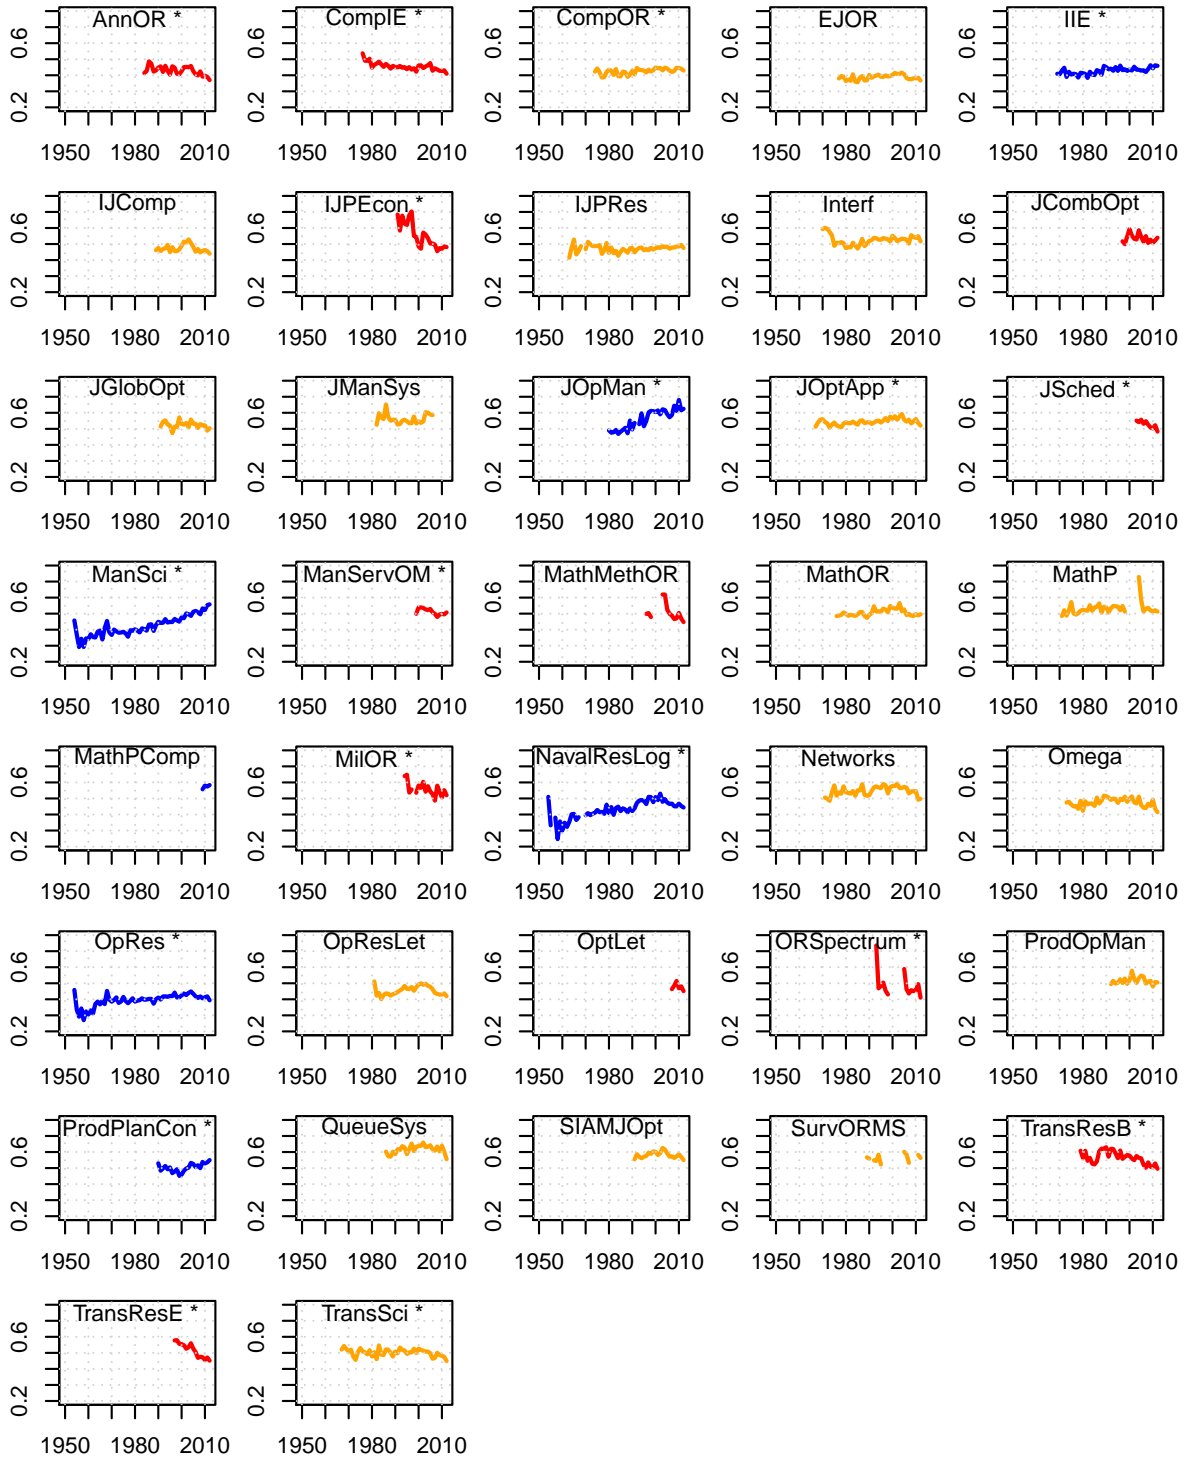 AnnOR * CompIE * CompOR * EJOR IIE *
0.2 0.6 0.2 0.6 0.2 0.6 0.2 0.6 0.2 0.6
1950 1980 2010 1950 1980 2010 1950 1980 2010 1950 1980 2010 1950 1980 2010
IJComp IJPEcon * IJPRes Interf JCombOpt
0.2 0.6 0.2 0.6 0.2 0.6 0.2 0.6 0.2 0.6
1950 1980 2010 1950 1980 2010 1950 1980 2010 1950 1980 2010 1950 1980 2010
JGlobOpt JManSys JOpMan * JOptApp * JSched *
0.2 0.6 0.2 0.6 0.2 0.6 0.2 0.6 0.2 0.6
1950 1980 2010 1950 1980 2010 1950 1980 2010 1950 1980 2010 1950 1980 2010
ManSci * ManServOM * MathMethOR MathOR MathP
0.2 0.6 0.2 0.6 0.2 0.6 0.2 0.6 0.2 0.6
1950 1980 2010 1950 1980 2010 1950 1980 2010 1950 1980 2010 1950 1980 2010
MathPComp MilOR * NavalResLog * Networks Omega
0.2 0.6 0.2 0.6 0.2 0.6 0.2 0.6 0.2 0.6
1950 1980 2010 1950 1980 2010 1950 1980 2010 1950 1980 2010 1950 1980 2010
OpRes * OpResLet OptLet ORSpectrum * ProdOpMan
0.2 0.6 0.2 0.6 0.2 0.6 0.2 0.6 0.2 0.6
1950 1980 2010 1950 1980 2010 1950 1980 2010 1950 1980 2010 1950 1980 2010
ProdPlanCon * QueueSys SIAMJOpt SurvORMS TransResB *
0.2 0.6 0.2 0.6 0.2 0.6 0.2 0.6 0.2 0.6
1950 1980 2010 1950 1980 2010 1950 1980 2010 1950 1980 2010 1950 1980 2010
TransResE * TransSci *
0.2 0.6 0.2 0.6
1950 1980 2010 1950 1980 2010